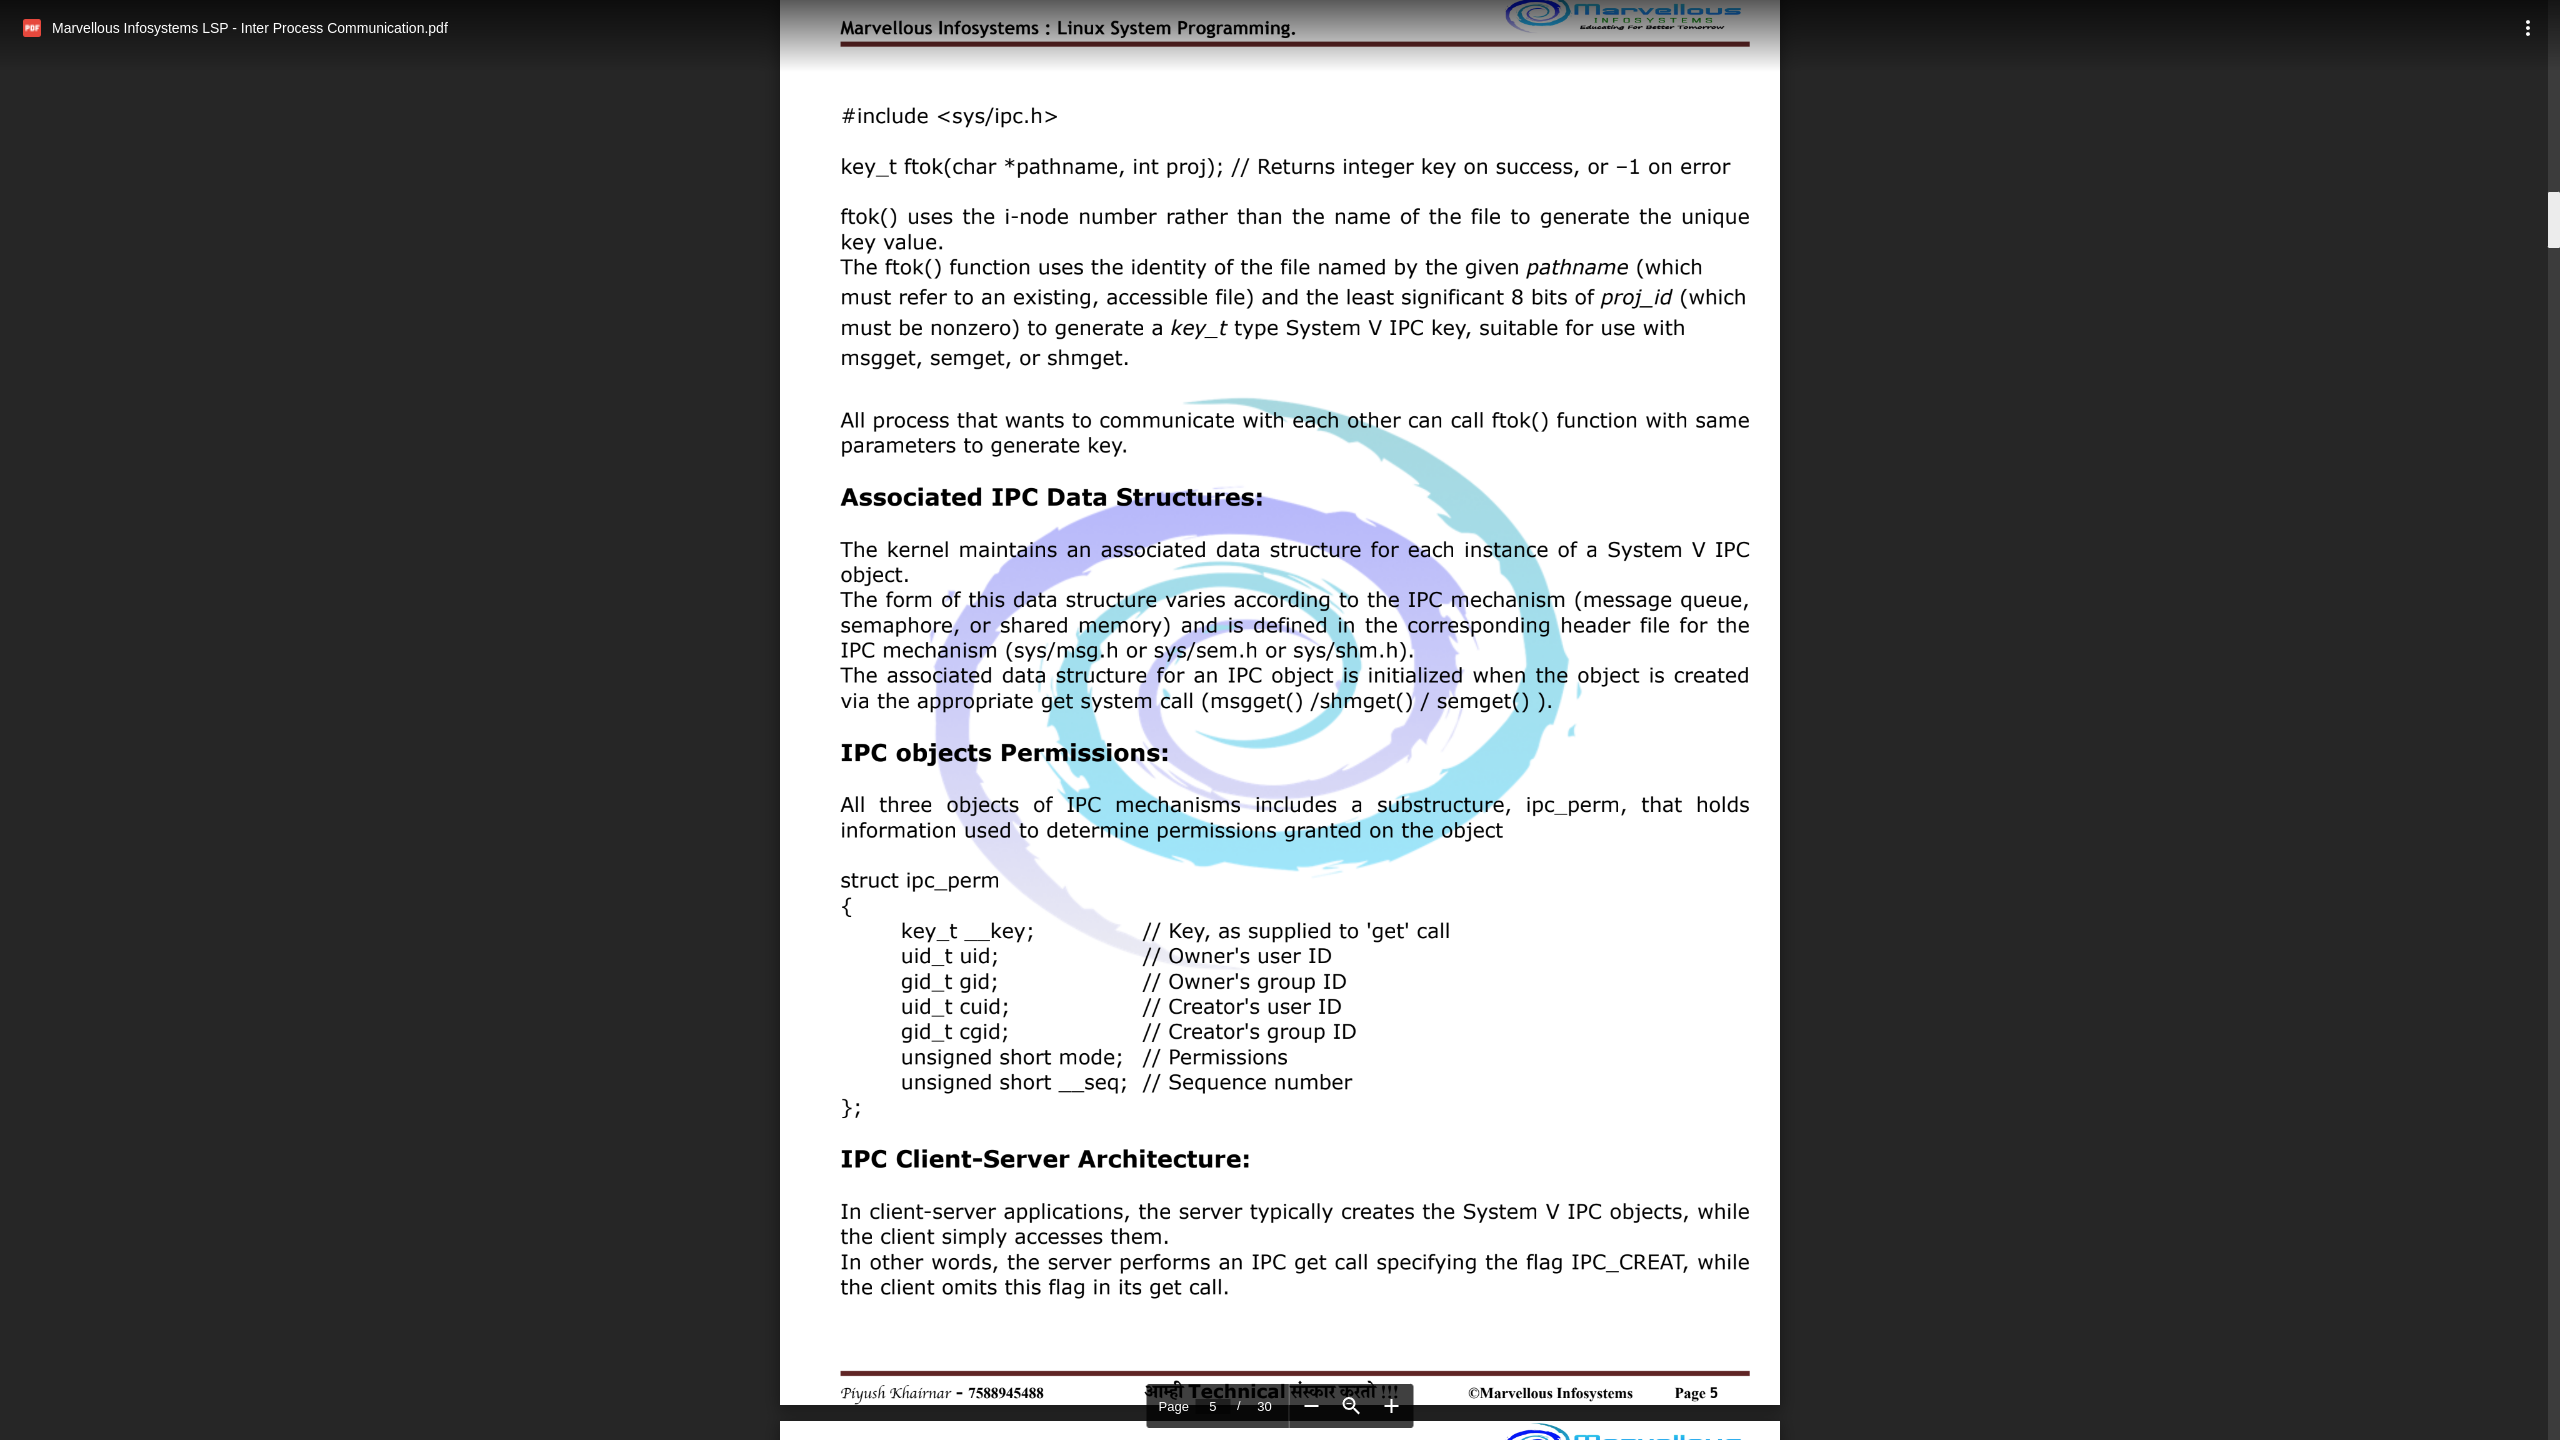 Marvellous Infosystems LSP - Inter Process Communication.pdf
Marvellous Infosystems : Linux System Programming.
Marvellous
INFOSYSTEMS
Educating For Better Tomorrow
#include <sys/ipc.h>
key_t ftok(char *pathname, int proj); // Returns integer key on success, or –1 on error
ftok() uses the i-node number rather than the name of the file to generate the unique
key value.
The ftok() function uses the identity of the file named by the given pathname (which
must refer to an existing, accessible file) and the least significant 8 bits of proj_id (which
must be nonzero) to generate a key_t type System V IPC key, suitable for use with
msgget, semget, or shmget.
All process that wants to communicate with each other can call ftok() function with same
parameters to generate key.
Associated IPC Data Structures:
The kernel maintains an associated data structure for each instance of a System V IPC
object.
The form of this data structure varies according to the IPC mechanism (message queue,
semaphore, or shared memory) and is defined in the corresponding header file for the
IPC mechanism (sys/msg.h or sys/sem.h or sys/shm.h).
The associated data structure for an IPC object is initialized when the object is created
via the appropriate get system call (msgget() /shmget() / semget() ).
IPC objects Permissions:
All three objects of IPC mechanisms includes a substructure, ipc_perm, that holds
information used to determine permissions granted on the object
struct ipc_perm
{
key_t __key; // Key, as supplied to 'get' call
uid_t uid; // Owner's user ID
gid_t gid; // Owner's group ID
uid_t cuid; // Creator's user ID
gid_t cgid; // Creator's group ID
unsigned short mode; // Permissions
unsigned short __seq; // Sequence number
};
IPC Client-Server Architecture:
In client-server applications, the server typically creates the System V IPC objects, while
the client simply accesses them.
In other words, the server performs an IPC get call specifying the flag IPC_CREAT, while
the client omits this flag in its get call.
Piyush Khairnar - 7588945488 आम्ही Technical संस्कार करतो !!! ©Marvellous Infosystems Page 5
Page 5 / 30